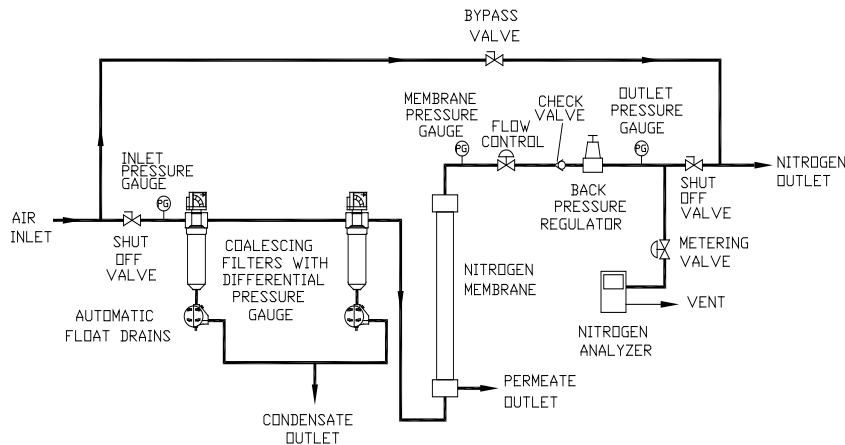 BYPASS
VALVE
MEMBRANE
PRESSURE
GAUGE
FLOW
CONTROL
CHECK
VALVE
OUTLET
PRESSURE
GAUGE
PG
PG
INLET
PRESSURE
GAUGE
PG
AIR
INLET
SHUT
OFF
VALVE
COALESCING
FILTERS WITH
DIFFERENTIAL
PRESSURE
GAUGE
BACK
PRESSURE
REGULATOR
SHUT
OFF
VALVE
NITROGEN
OUTLET
METERING
VALVE
NITROGEN
MEMBRANE
AUTOMATIC
FLOAT DRAINS
VENT
NITROGEN
ANALYZER
PERMEATE
OUTLET
CONDENSATE
OUTLET